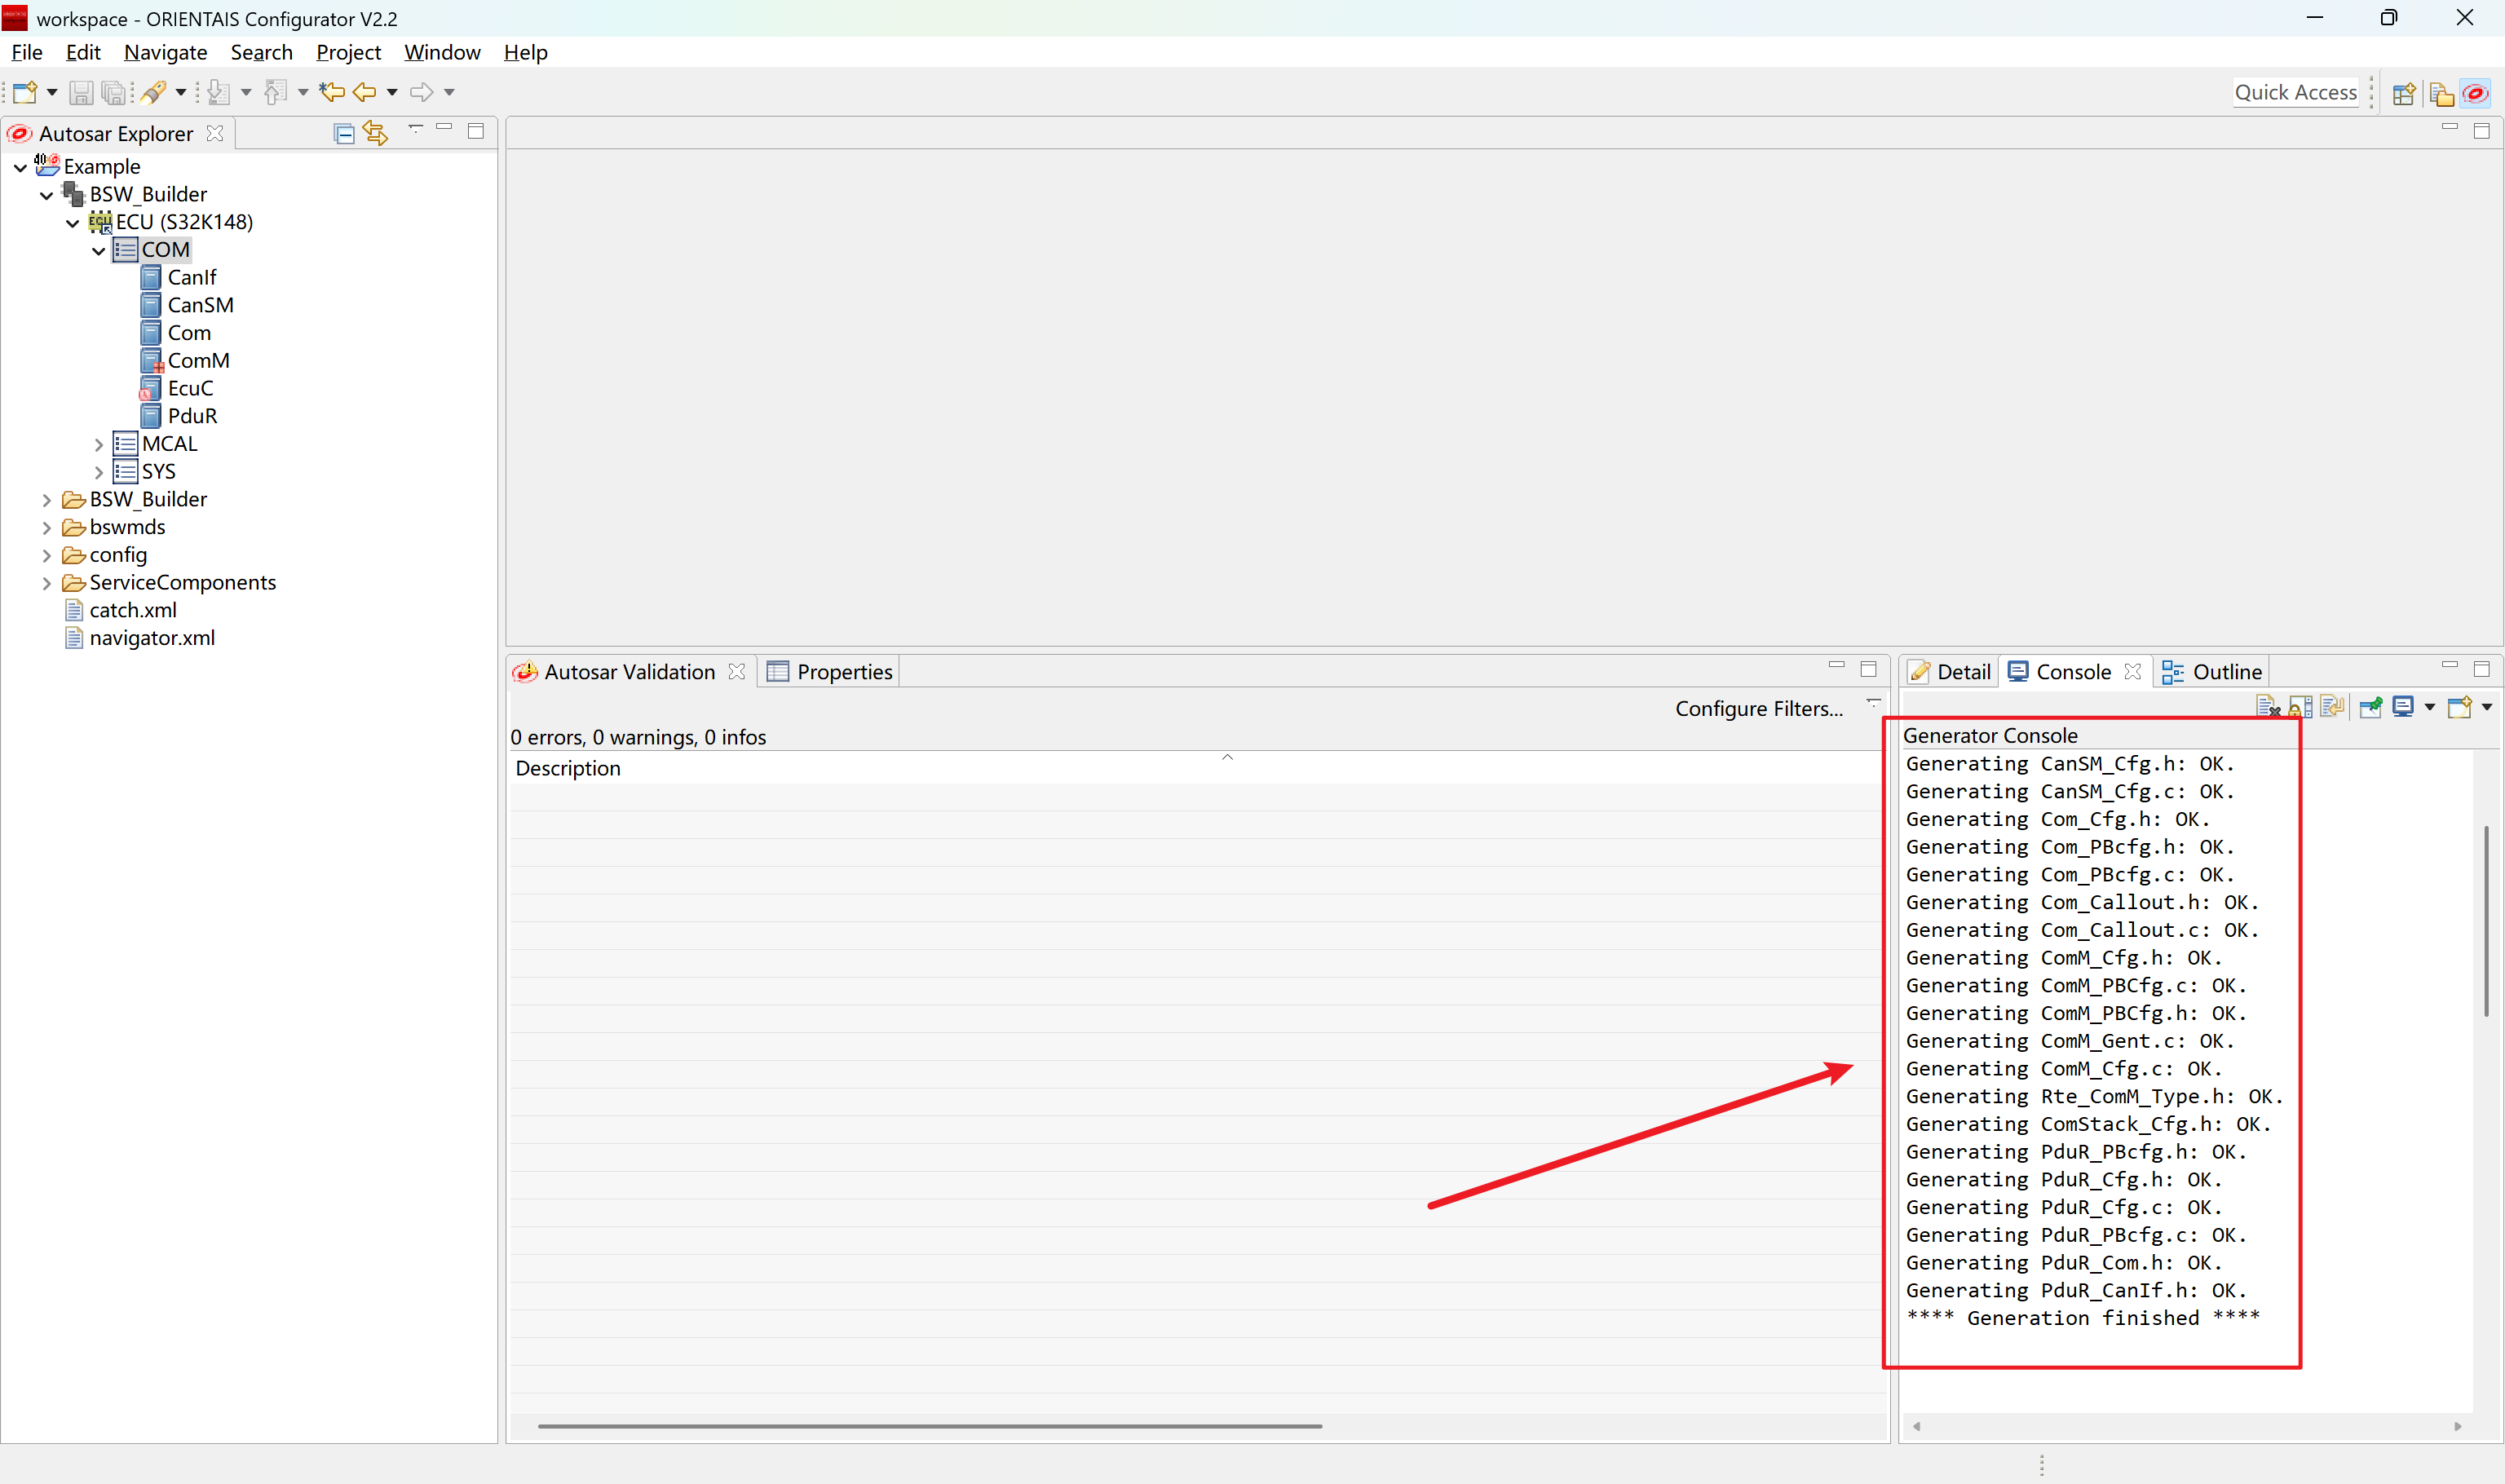 workspace - ORIENTAIS Configurator V2.2
File Edit Navigate Search Project Window Help
Quick Access
Autosar Explorer
Example
BSW_Builder
ECU (S32K148)
COM
CanIf
CanSM
Com
ComM
EcuC
PduR
MCAL
SYS
BSW_Builder
bswmds
config
ServiceComponents
catch.xml
navigator.xml
Autosar Validation Properties
Configure Filters...
0 errors, 0 warnings, 0 infos
Description
Detail Console Outline
Generator Console
Generating CanSM_Cfg.h: OK.
Generating CanSM_Cfg.c: OK.
Generating Com_Cfg.h: OK.
Generating Com_PBcfg.h: OK.
Generating Com_PBcfg.c: OK.
Generating Com_Callout.h: OK.
Generating Com_Callout.c: OK.
Generating ComM_Cfg.h: OK.
Generating ComM_PBCfg.c: OK.
Generating ComM_PBCfg.h: OK.
Generating ComM_Gent.c: OK.
Generating ComM_Cfg.c: OK.
Generating Rte_ComM_Type.h: OK.
Generating ComStack_Cfg.h: OK.
Generating PduR_PBcfg.h: OK.
Generating PduR_Cfg.h: OK.
Generating PduR_Cfg.c: OK.
Generating PduR_PBcfg.c: OK.
Generating PduR_Com.h: OK.
Generating PduR_CanIf.h: OK.
**** Generation finished ****